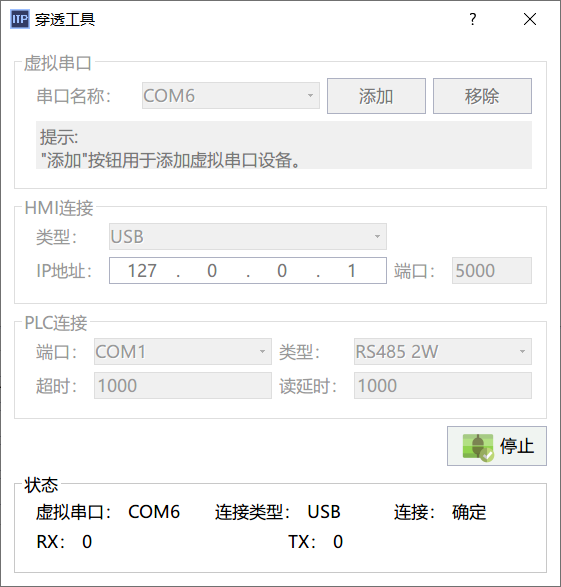 ITP 穿透工具 ?
虚拟串口
串口名称： COM6 添加 移除
提示:
"添加"按钮用于添加虚拟串口设备。
HMI连接
类型： USB
IP地址： 127 . 0 . 0 . 1 端口： 5000
PLC连接
端口： COM1 类型： RS485 2W
超时： 1000 读延时： 1000
停止
状态
虚拟串口： COM6 连接类型： USB 连接： 确定
RX： 0 TX： 0